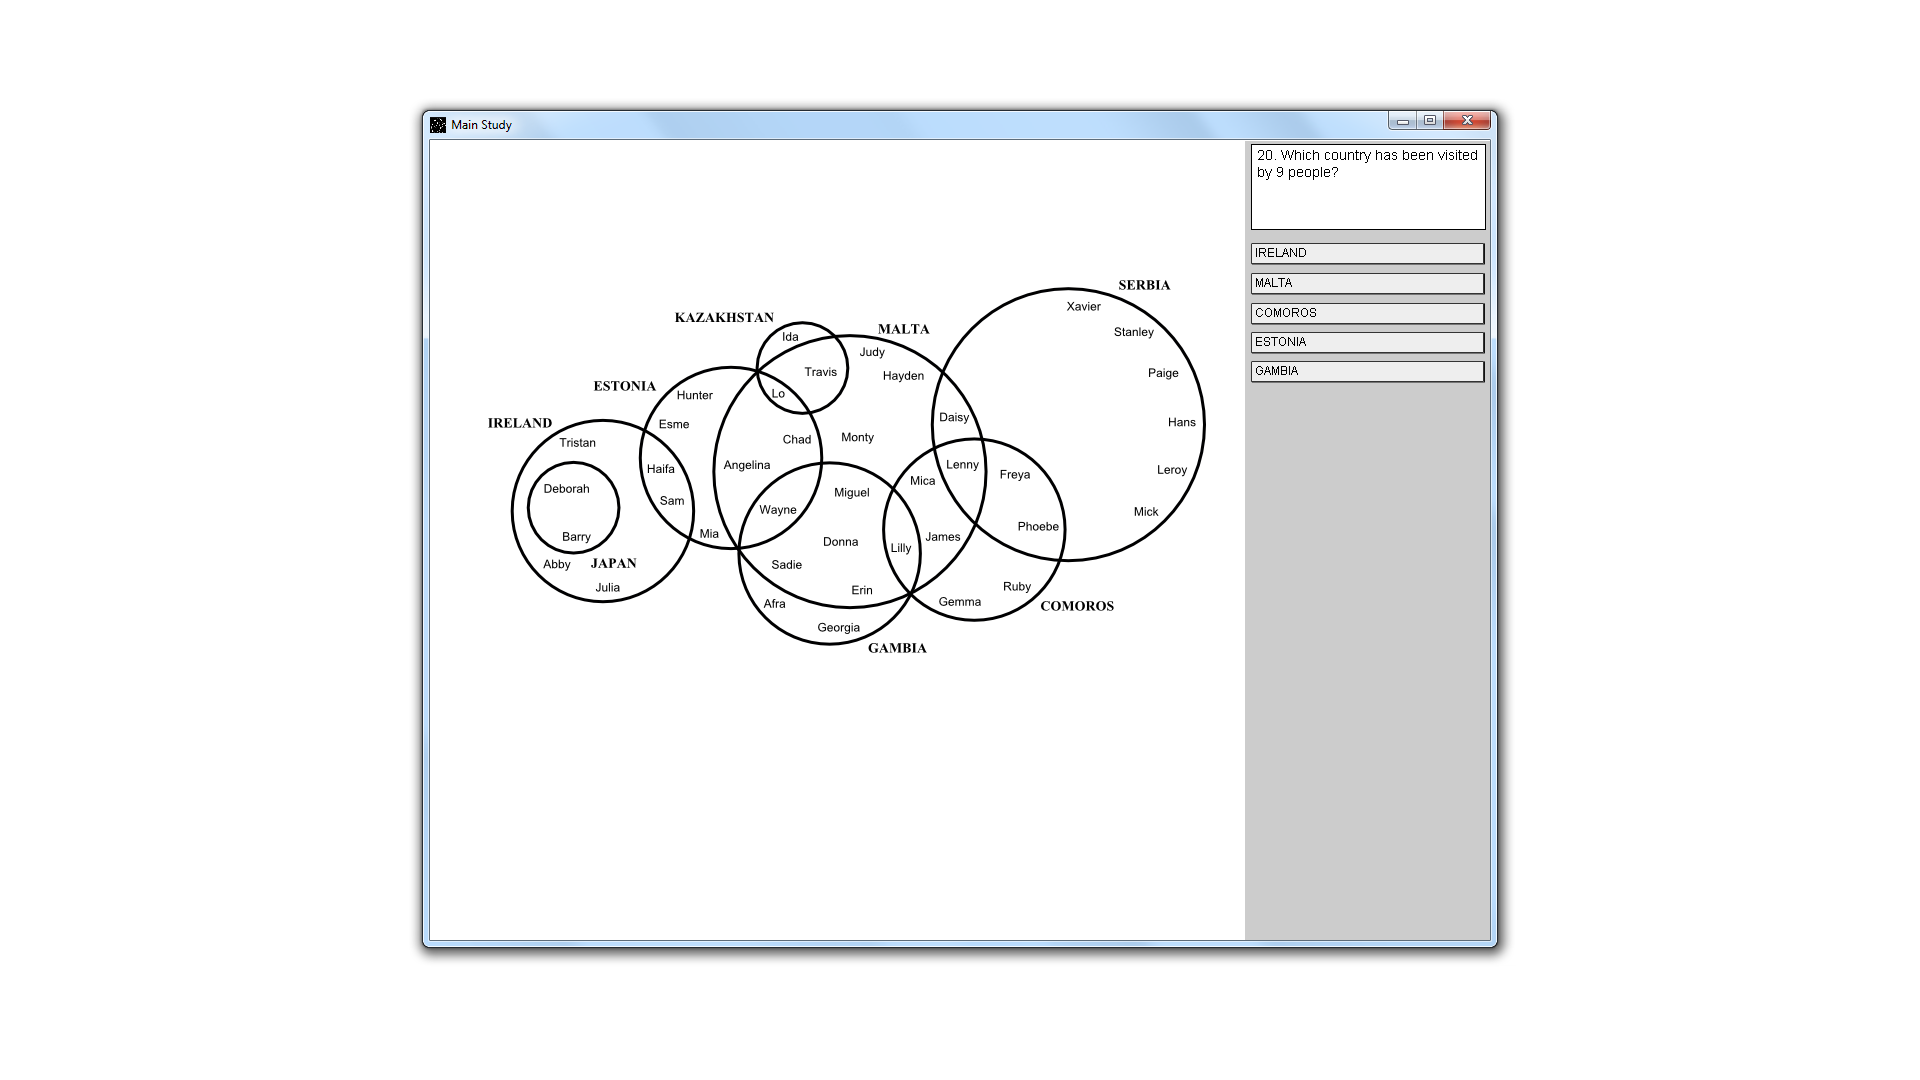 Main Study
20. Which country has been visited
by 9 people?
IRELAND
MALTA
COMOROS
ESTONIA
GAMBIA
SERBIA
Xavier
KAZAKHSTAN
MALTA
Stanley
Ida
Judy
Travis
Hayden
Paige
ESTONIA
Hunter
Lo
Daisy
IRELAND
Esme
Hans
Tristan
Chad
Monty
Haifa
Angelina
Lenny
Freya
Leroy
Deborah
Sam
Miguel
Mica
Wayne
Mick
Barry
Mia
Donna
Lilly
James
Phoebe
Abby
JAPAN
Sadie
Julia
Erin
Ruby
Afra
Gemma
COMOROS
Georgia
GAMBIA